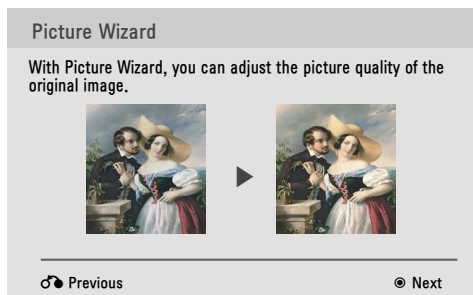 Picture Wizard
With Picture Wizard, you can adjust the picture quality of the
original image.
Previous
Next